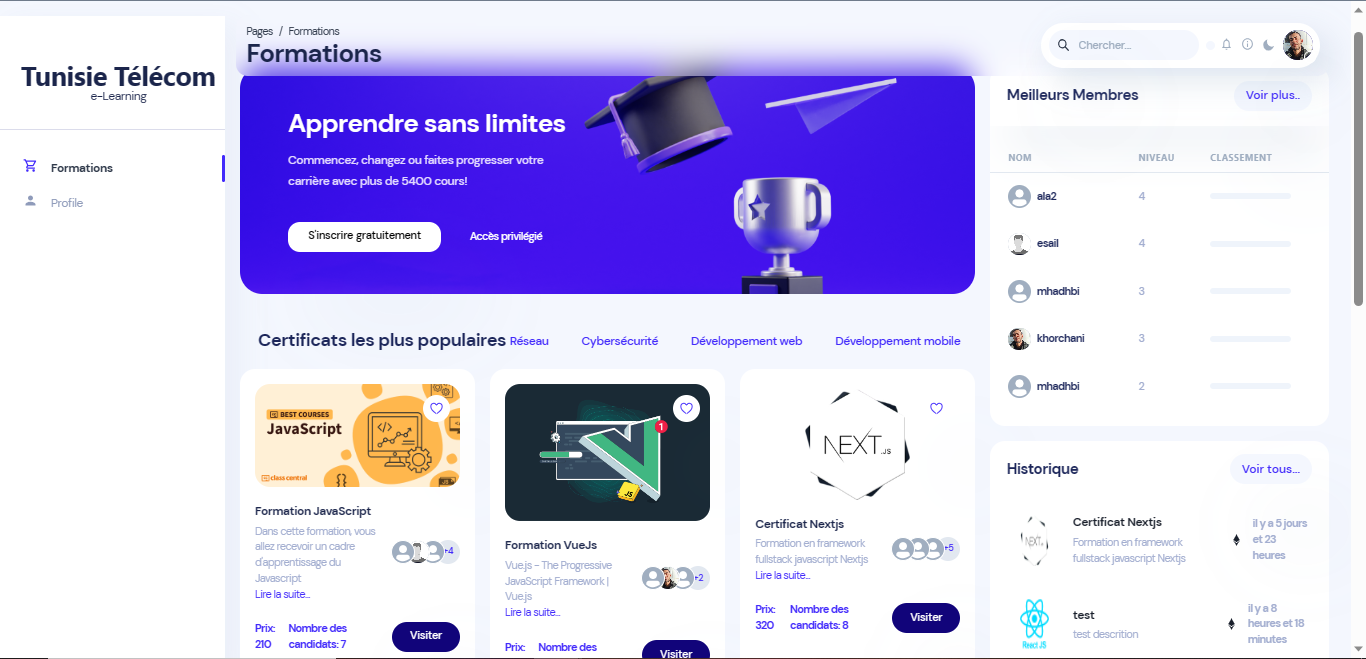 Tunisie Télécom
e-Learning
Formations
Profile
Pages / Formations
Formations
Chercher...
Apprendre sans limites
Commencez, changez ou faites progresser votre
carrière avec plus de 5400 cours!
S'inscrire gratuitement
Accès privilégié
Certificats les plus populaires
Réseau
Cybersécurité
Développement web
Développement mobile
BEST COURSES
JavaScript
class central
JS
Formation JavaScript
Dans cette formation, vous
allez recevoir un cadre
d'apprentissage du
Javascript
Lire la suite...
+4
Prix:
210
Nombre des
candidats: 7
Visiter
1
JS
Formation VueJs
Vue.js - The Progressive
JavaScript Framework |
Vue.js
Lire la suite...
+2
Prix:
Nombre des
Visiter
NEXT.JS
Certificat Nextjs
Formation en framework
fullstack javascript Nextjs
Lire la suite...
+5
Prix:
320
Nombre des
candidats: 8
Visiter
Meilleurs Membres
Voir plus..
NOM NIVEAU CLASSEMENT
ala2 4
esail 4
mhadhbi 3
khorchani 3
mhadhbi 2
Historique
Voir tous...
NEXT.JS
Certificat Nextjs
Formation en framework
fullstack javascript Nextjs
il y a 5 jours
et 23
heures
React JS
test
test descrition
il y a 8
heures et 18
minutes